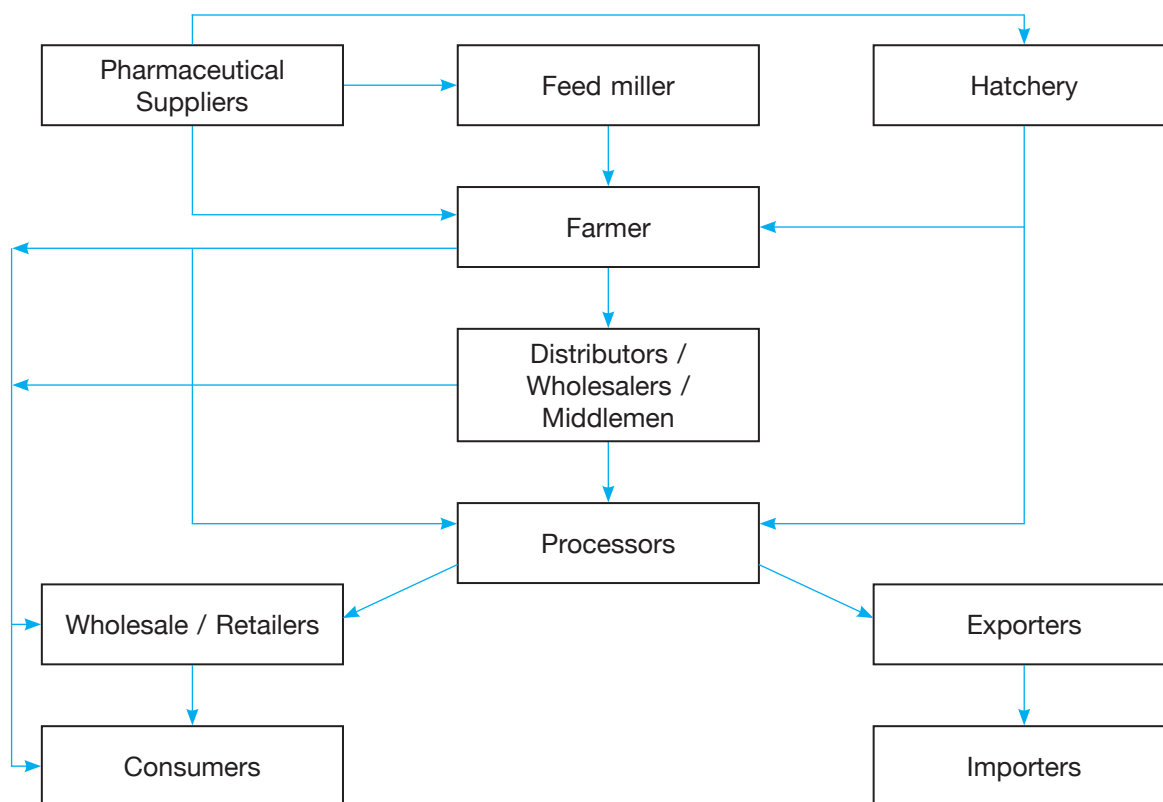 Pharmaceutical
Suppliers
Feed miller
Hatchery
Farmer
Distributors /
Wholesalers /
Middlemen
Processors
Wholesale / Retailers
Exporters
Consumers
Importers